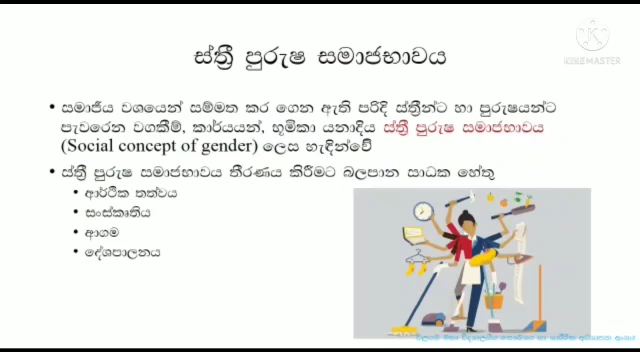 KINEMASTER
ස්ත්‍රී පුරුෂ සමාජභාවය
• සමාජීය වශයෙන් සම්මත කර ගෙන ඇති පරිදි ස්ත්‍රීන්ට හා පුරුෂයන්ට
පැවරෙන වගකීම්, කාර්යයන්, භූමිකා යනාදිය ස්ත්‍රී පුරුෂ සමාජභාවය
(Social concept of gender) ලෙස හැඳින්වේ
• ස්ත්‍රී පුරුෂ සමාජභාවය තීරණය කිරීමට බලපාන සාධක හේතු
• ආර්ථික තත්වය
• සංස්කෘතිය
• ආගම
• දේශපාලනය